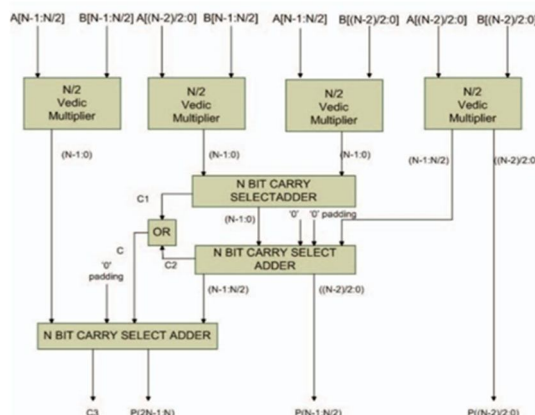 A[N-1:N/2] B[N-1:N/2] A[(N-2)/2:0] B[N-1:N/2] A[N-1:N/2] B[(N-2)/2:0] A[(N-2)/2:0] B[(N-2)/2:0]
N/2 Vedic Multiplier
N/2 Vedic Multiplier
N/2 Vedic Multiplier
N/2 Vedic Multiplier
(N-1:0) (N-1:0) (N-1:0) (N-1:N/2) ((N-2)/2:0)
N BIT CARRY
SELECTADDER
C1
(N-1:0) '0' '0' padding
OR
N BIT CARRY SELECT
ADDER
C C2
'0'
padding
(N-1:N/2) ((N-2)/2:0)
N BIT CARRY SELECT ADDER
C3 P(2N-1:N) P(N-1:N/2) P((N-2)/2:0)